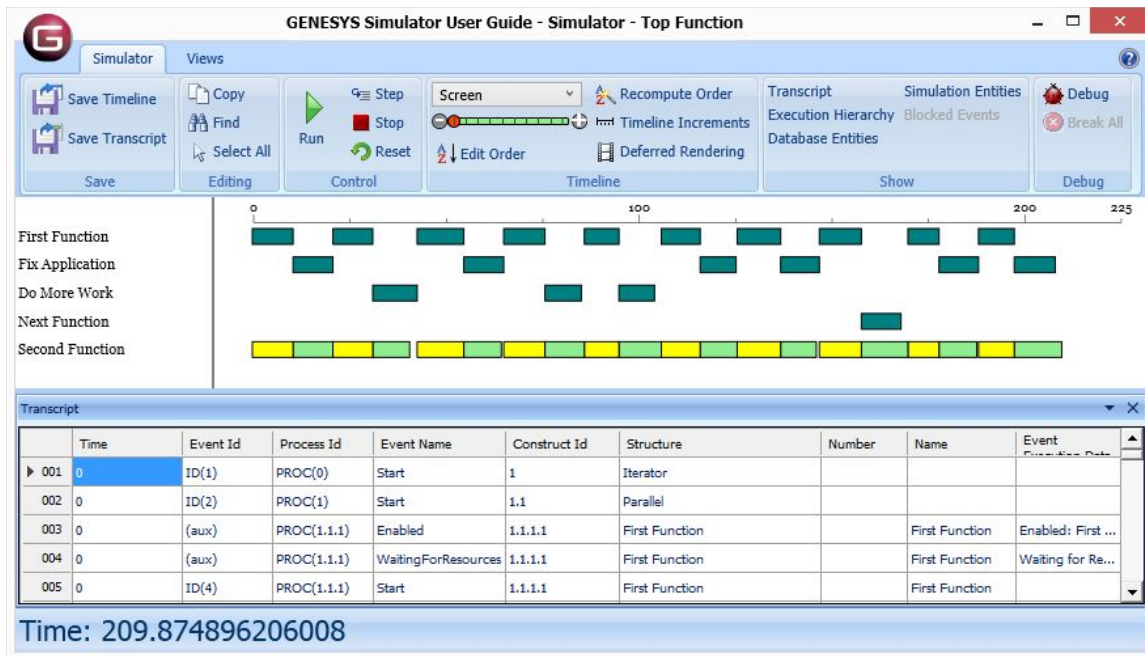 GENESYS Simulator User Guide - Simulator - Top Function
G
Simulator Views
Save Timeline
Save Transcript
Save
Copy
Find
Select All
Editing
Run
Step
Stop
Reset
Control
Screen
Edit Order
Recompute Order
Timeline Increments
Deferred Rendering
Timeline
Transcript Simulation Entities
Execution Hierarchy Blocked Events
Database Entities
Show
Debug
Break All
Debug
0 100 200 225
First Function
Fix Application
Do More Work
Next Function
Second Function
Transcript
Time Event Id Process Id Event Name Construct Id Structure Number Name Event
001 0 ID(1) PROC(0) Start 1 Iterator
002 0 ID(2) PROC(1) Start 1.1 Parallel
003 0 (aux) PROC(1.1.1) Enabled 1.1.1.1 First Function First Function Enabled: First ...
004 0 (aux) PROC(1.1.1) WaitingForResources 1.1.1.1 First Function First Function Waiting for Re...
005 0 ID(4) PROC(1.1.1) Start 1.1.1.1 First Function First Function
Time: 209.874896206008